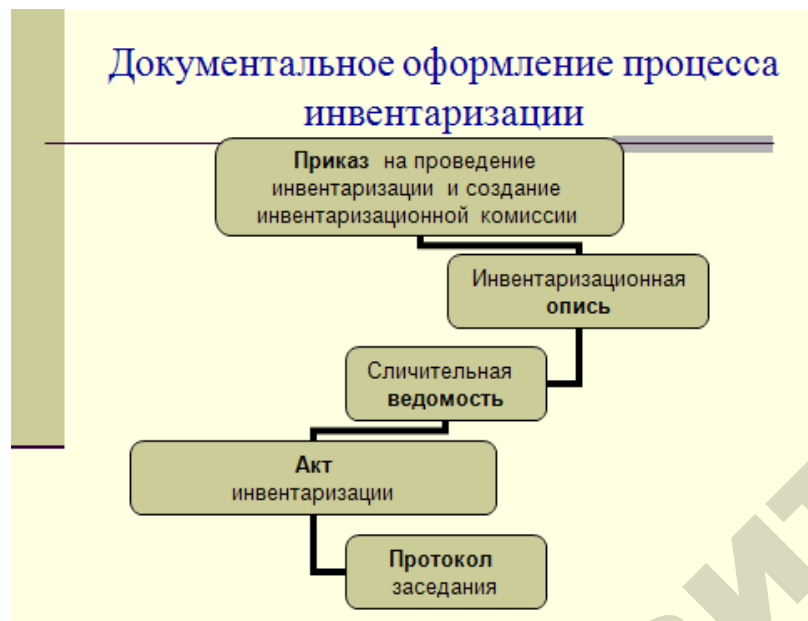 Документальное оформление процесса
инвентаризации
Приказ на проведение
инвентаризации и создание
инвентаризационной комиссии
Инвентаризационная
опись
Сличительная
ведомость
Акт
инвентаризации
Протокол
заседания